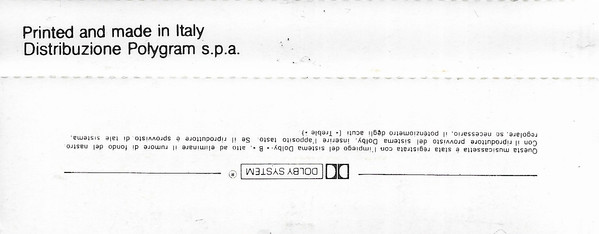 Printed and made in Italy
Distribuzione Polygram s.p.a.
DOLBY SYSTEM ®
Questa musicassetta è stata registrata con l'impiego del sistema Dolby « B », atto ad eliminare il rumore di fondo del nastro
Con il riproduttore provvisto del sistema Dolby, inserire l'apposito tasto. Se il riproduttore è sprovvisto di tale sistema,
regolare, se necessario, il potenziometro degli acuti (« Treble »)